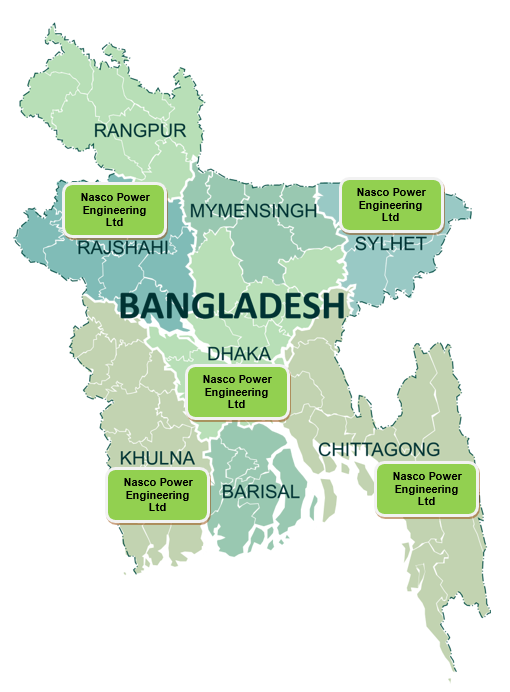 RANGPUR
Nasco Power
Engineering
Ltd
RAJSHAHI
MYMENSINGH
Nasco Power
Engineering
Ltd
SYLHET
BANGLADESH
DHAKA
Nasco Power
Engineering
Ltd
KHULNA
Nasco Power
Engineering
Ltd
BARISAL
CHITTAGONG
Nasco Power
Engineering
Ltd